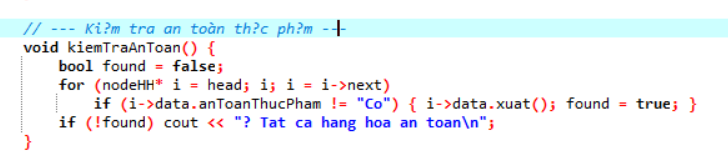 // --- Ki?m tra an toàn th?c ph?m ---
void kiemTraAnToan() {
    bool found = false;
    for (nodeHH* i = head; i; i = i->next)
        if (i->data.anToanThucPham != "Co") { i->data.xuat(); found = true; }
    if (!found) cout << "? Tat ca hang hoa an toan\n";
}